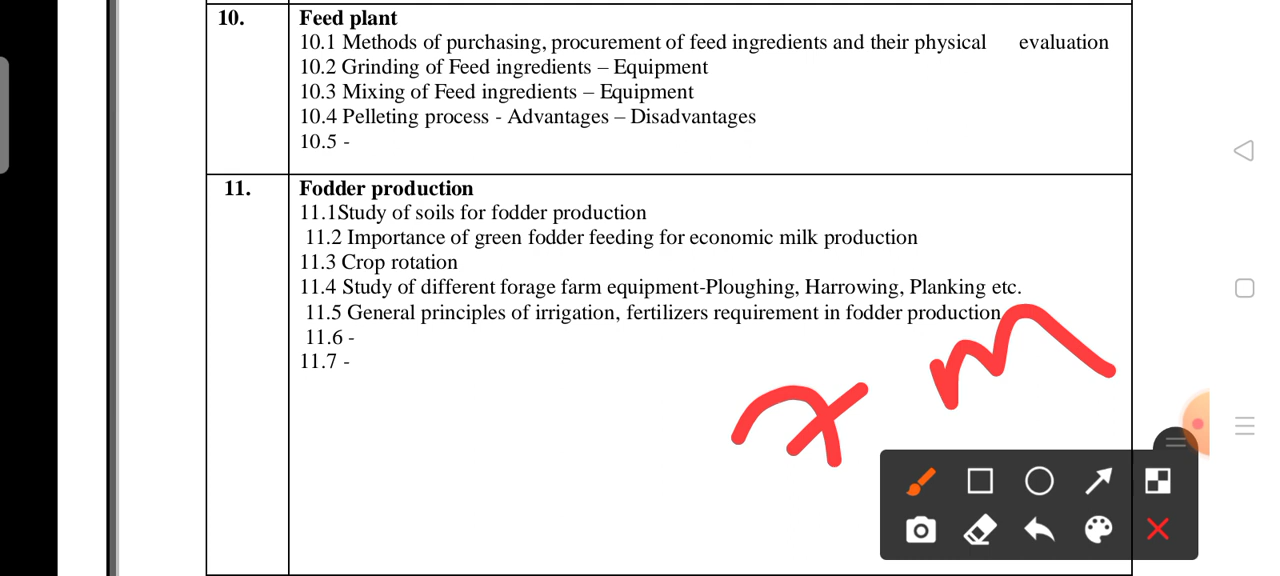 10. Feed plant
10.1 Methods of purchasing, procurement of feed ingredients and their physical evaluation
10.2 Grinding of Feed ingredients – Equipment
10.3 Mixing of Feed ingredients – Equipment
10.4 Pelleting process - Advantages – Disadvantages
10.5 -
11. Fodder production
11.1Study of soils for fodder production
11.2 Importance of green fodder feeding for economic milk production
11.3 Crop rotation
11.4 Study of different forage farm equipment-Ploughing, Harrowing, Planking etc.
11.5 General principles of irrigation, fertilizers requirement in fodder production
11.6 -
11.7 -